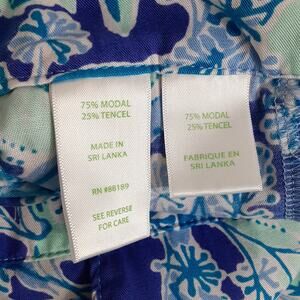 75% MODAL
25% TENCEL
MADE IN
SRI LANKA
RN #88189
SEE REVERSE
FOR CARE
75% MODAL
25% TENCEL
FABRIQUE EN
SRI LANKA